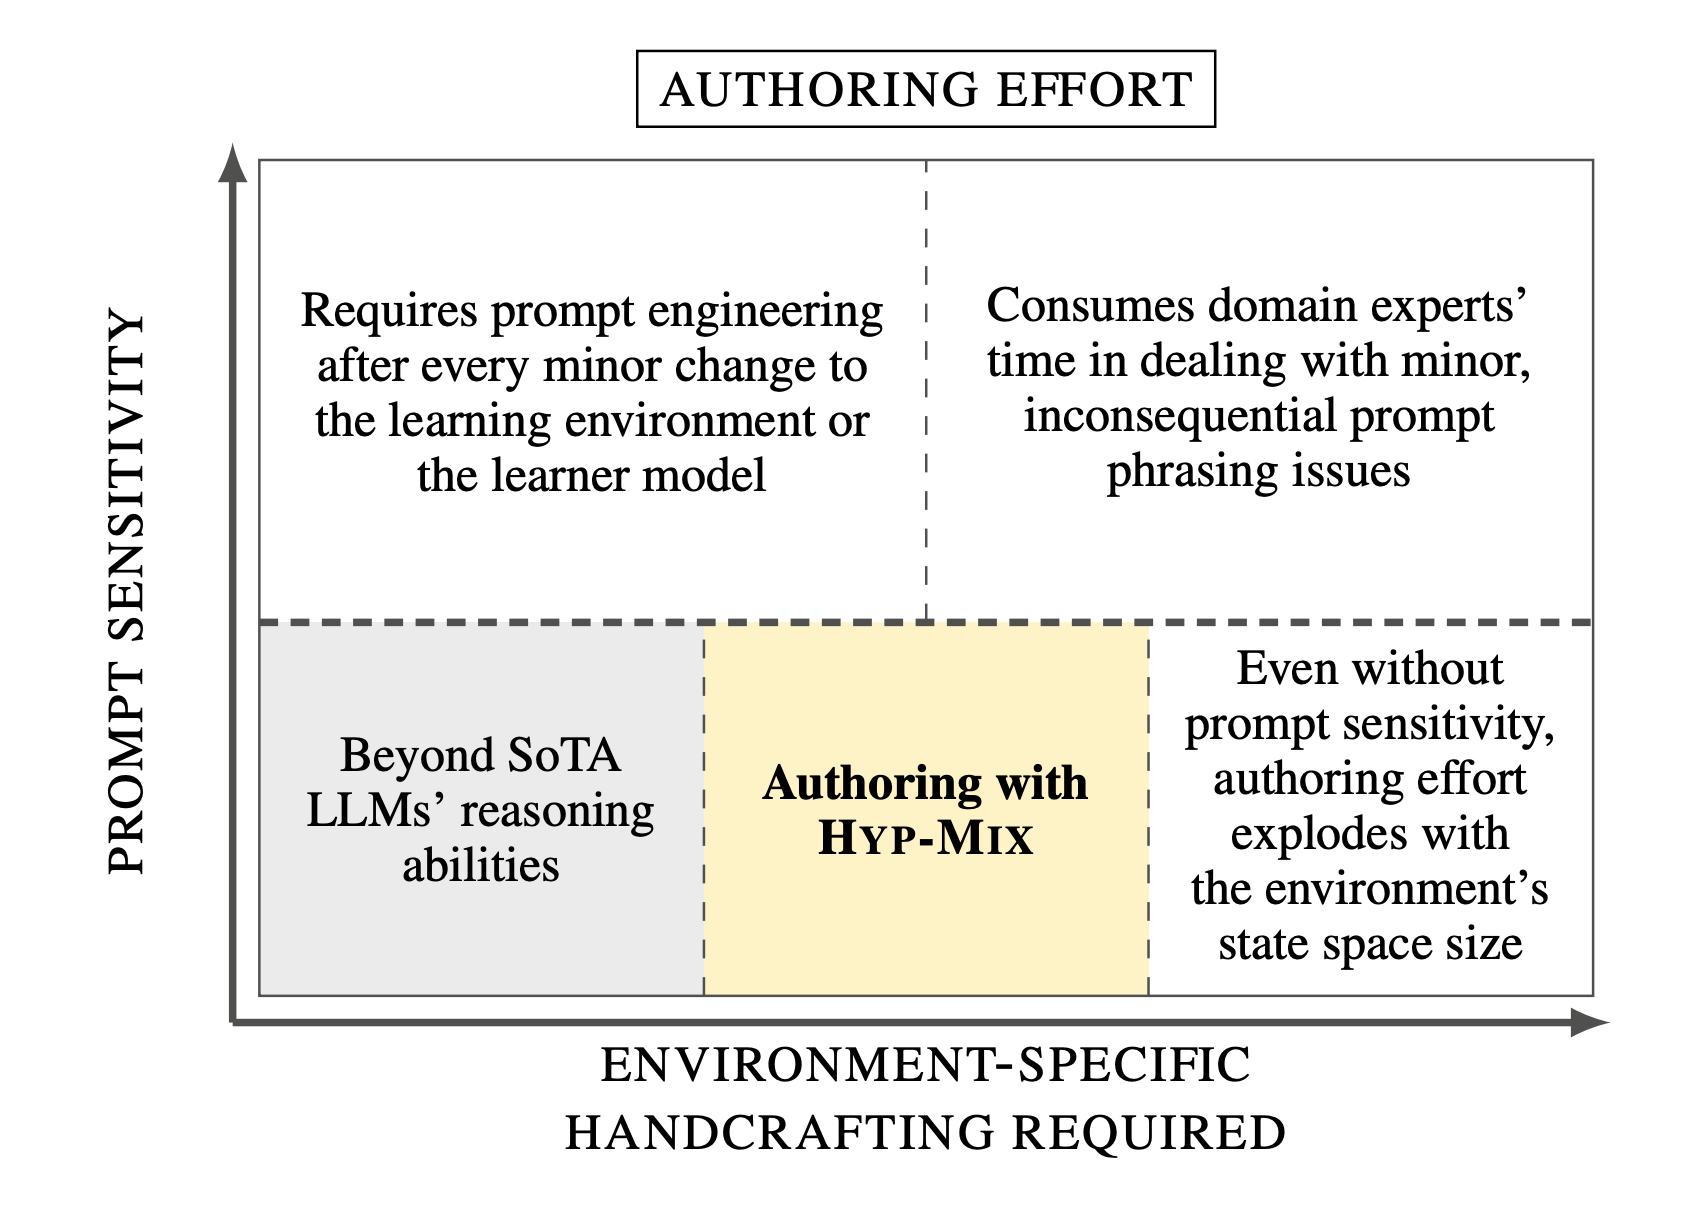 AUTHORING EFFORT
PROMPT SENSITIVITY
Requires prompt engineering
after every minor change to
the learning environment or
the learner model
Consumes domain experts’
time in dealing with minor,
inconsequential prompt
phrasing issues
Beyond SoTA
LLMs’ reasoning
abilities
Authoring with
HYP-MIX
Even without
prompt sensitivity,
authoring effort
explodes with
the environment’s
state space size
ENVIRONMENT-SPECIFIC
HANDCRAFTING REQUIRED